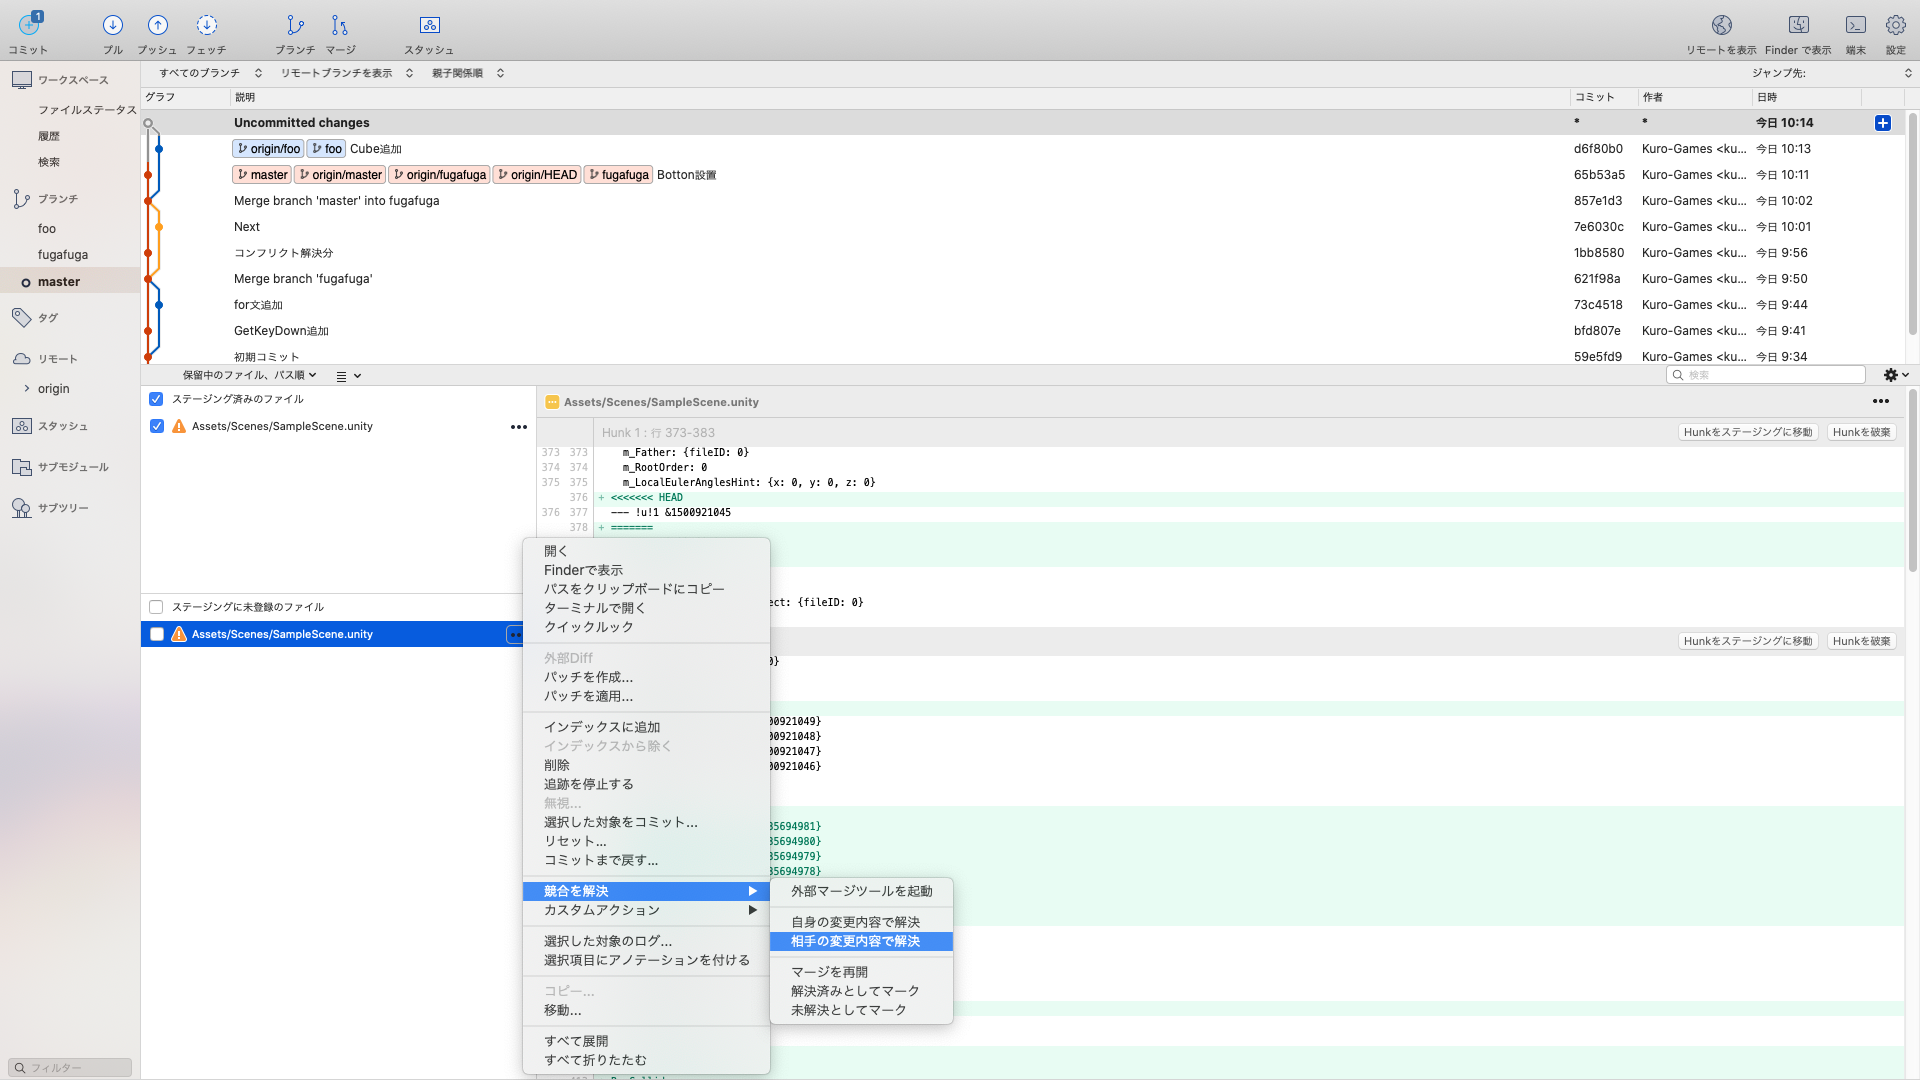 1
コミット プル プッシュ フェッチ ブランチ マージ スタッシュ リモートを表示 Finder で表示 端末 設定
ワークスペース
ファイルステータス
履歴
検索
ブランチ
foo
fugafuga
master
タグ
リモート
origin
スタッシュ
サブモジュール
サブツリー
フィルター
すべてのブランチ リモートブランチを表示 親子関係順 ジャンプ先:
グラフ 説明 コミット 作者 日時
Uncommitted changes * * 今日 10:14
origin/foo foo Cube追加 d6f80b0 Kuro-Games <ku... 今日 10:13
master origin/master origin/fugafuga origin/HEAD fugafuga Botton設置 65b53a5 Kuro-Games <ku... 今日 10:11
Merge branch 'master' into fugafuga 857e1d3 Kuro-Games <ku... 今日 10:02
Next 7e6030c Kuro-Games <ku... 今日 10:01
コンフリクト解決分 1bb8580 Kuro-Games <ku... 今日 9:56
Merge branch 'fugafuga' 621f98a Kuro-Games <ku... 今日 9:50
for文追加 73c4518 Kuro-Games <ku... 今日 9:44
GetKeyDown追加 bfd807e Kuro-Games <ku... 今日 9:41
初期コミット 59e5fd9 Kuro-Games <ku... 今日 9:34
保留中のファイル、パス順 検索
ステージング済みのファイル
Assets/Scenes/SampleScene.unity
ステージングに未登録のファイル
Assets/Scenes/SampleScene.unity
Assets/Scenes/SampleScene.unity
Hunk 1 : 行 373-383 Hunkをステージングに移動 Hunkを破棄
373 373 m_Father: {fileID: 0}
374 374 m_RootOrder: 0
375 375 m_LocalEulerAnglesHint: {x: 0, y: 0, z: 0}
376 + <<<<<<< HEAD
376 377 --- !u!1 &1500921045
378 + =======
ect: {fileID: 0}
Hunkをステージングに移動 Hunkを破棄
0}
00921049}
00921048}
00921047}
00921046}
35694981}
35694980}
35694979}
35694978}
開く
Finderで表示
パスをクリップボードにコピー
ターミナルで開く
クイックルック
外部Diff
パッチを作成...
パッチを適用...
インデックスに追加
インデックスから除く
削除
追跡を停止する
無視...
選択した対象をコミット...
リセット...
コミットまで戻す...
競合を解決
カスタムアクション
選択した対象のログ...
選択項目にアノテーションを付ける
コピー...
移動...
すべて展開
すべて折りたたむ
外部マージツールを起動
自身の変更内容で解決
相手の変更内容で解決
マージを再開
解決済みとしてマーク
未解決としてマーク